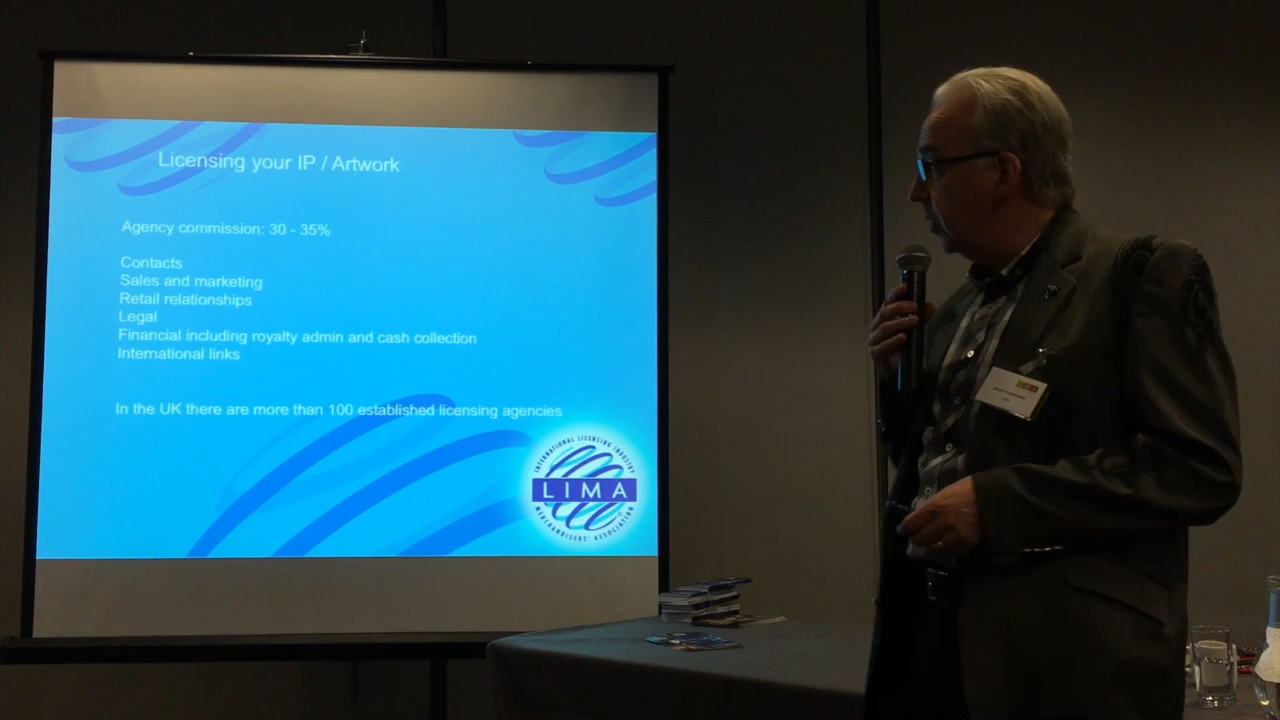 Licensing your IP / Artwork
Agency commission: 30 - 35%
Contacts
Sales and marketing
Retail relationships
Legal
Financial including royalty admin and cash collection
International links
In the UK there are more than 100 established licensing agencies
INTERNATIONAL LICENSING INDUSTRY
LIMA
MERCHANDISERS' ASSOCIATION